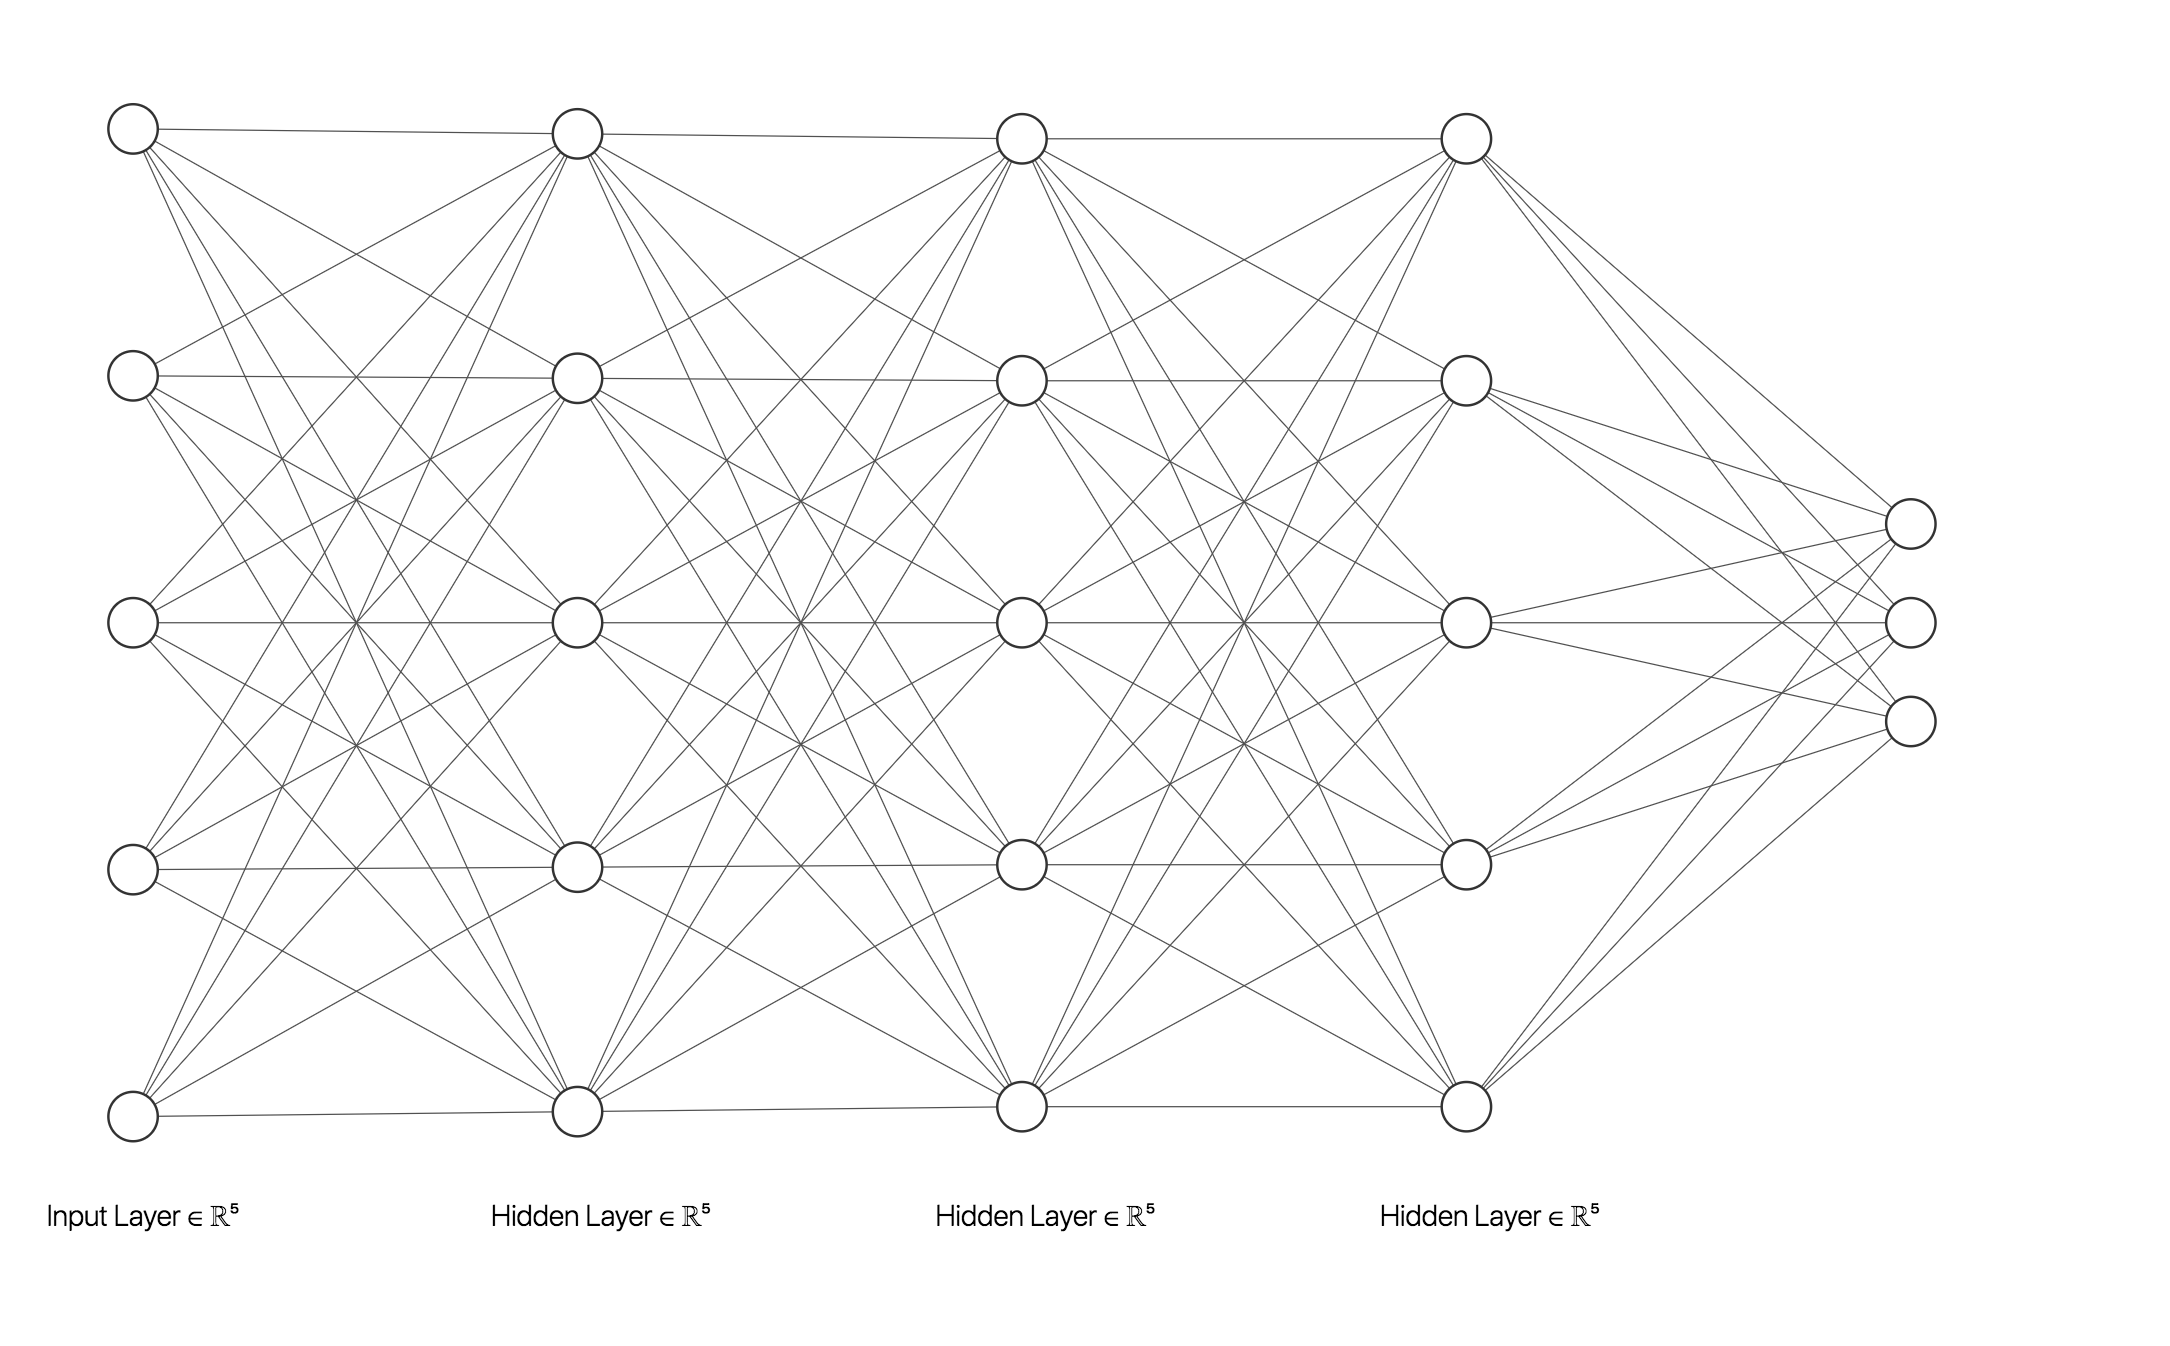 Input Layer ∈ ℝ⁵
Hidden Layer ∈ ℝ⁵
Hidden Layer ∈ ℝ⁵
Hidden Layer ∈ ℝ⁵